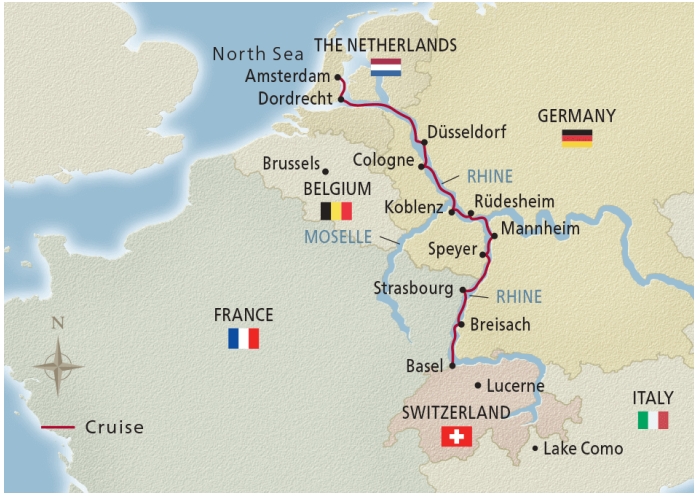 North Sea
THE NETHERLANDS
Amsterdam
Dordrecht
GERMANY
Düsseldorf
Cologne
Brussels
RHINE
BELGIUM
Koblenz
Rüdesheim
Mannheim
MOSELLE
Speyer
Strasbourg
RHINE
FRANCE
Breisach
N
Basel
Lucerne
ITALY
SWITZERLAND
Cruise
Lake Como